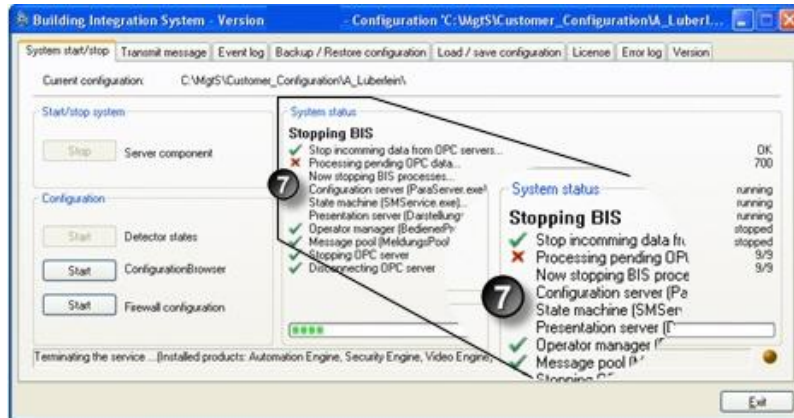 Building Integration System - Version - Configuration 'C:\MgtS\Customer_Configuration\A_Luberl...
System start/stop Transmit message Event log Backup / Restore configuration Load / save configuration License Error log Version
Current configuration: C:\MgtS\Customer_Configuration\A_Luberlein\
Start/stop system
Stop Server component
Configuration
Start Detector states
Start ConfigurationBrowser
Start Firewall configuration
System status
Stopping BIS
Stop incomming data from OPC servers... OK
Processing pending OPC data... 700
Now stopping BIS processes...
Configuration server (ParaServer.exe) running
State machine (SMService.exe)... running
Presentation server (Darstellung running
Operator manager (BedienerPr stopped
Message pool (MeldungsPool stopped
Stopping OPC server 9/9
Disconnecting OPC server 9/9
7
System status
Stopping BIS
Stop incomming data fr
Processing pending OP
Now stopping BIS proce
Configuration server (Pa
State machine (SMSer
Presentation server (D
Operator manager (
Message pool (M
Stopping
7
Terminating the service ...(Installed products: Automation Engine, Security Engine, Video Engine)
Exit